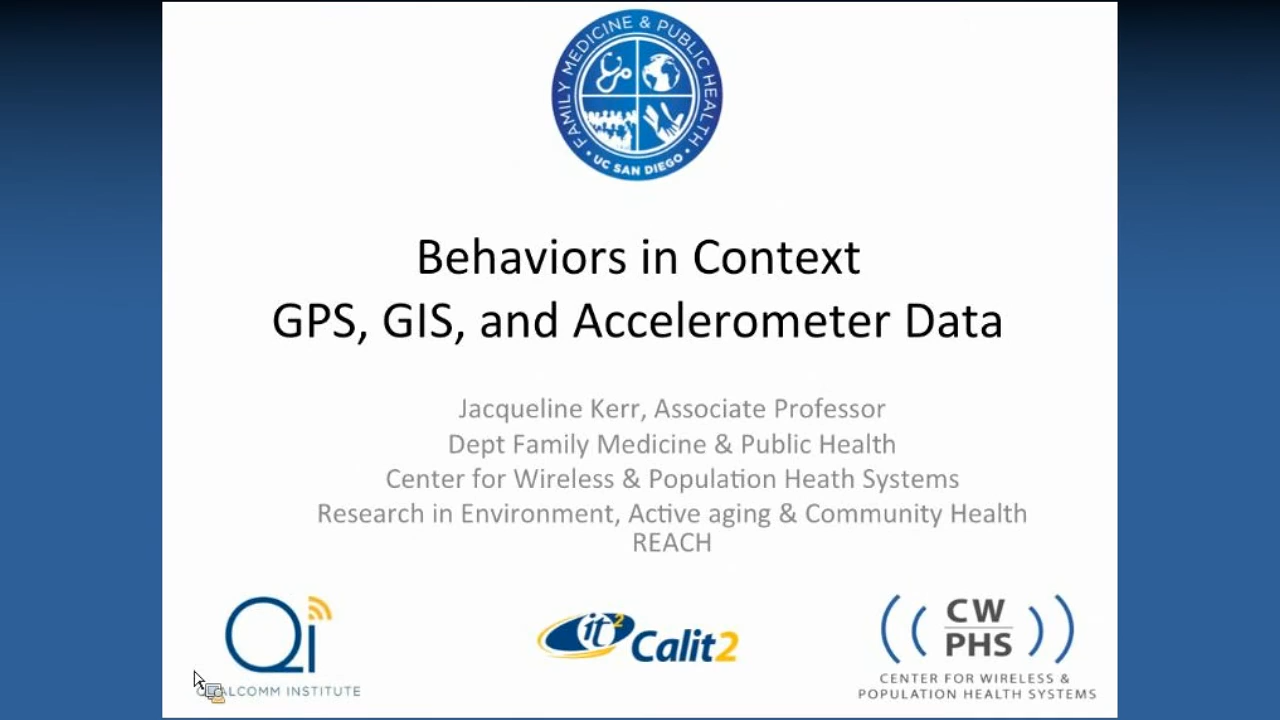 FAMILY MEDICINE & PUBLIC HEALTH
• UC SAN DIEGO •
Behaviors in Context
GPS, GIS, and Accelerometer Data
Jacqueline Kerr, Associate Professor
Dept Family Medicine & Public Health
Center for Wireless & Population Heath Systems
Research in Environment, Active aging & Community Health
REACH
Qi
INSTITUTE
it2
Calit2
CW
PHS
CENTER FOR WIRELESS &
POPULATION HEALTH SYSTEMS